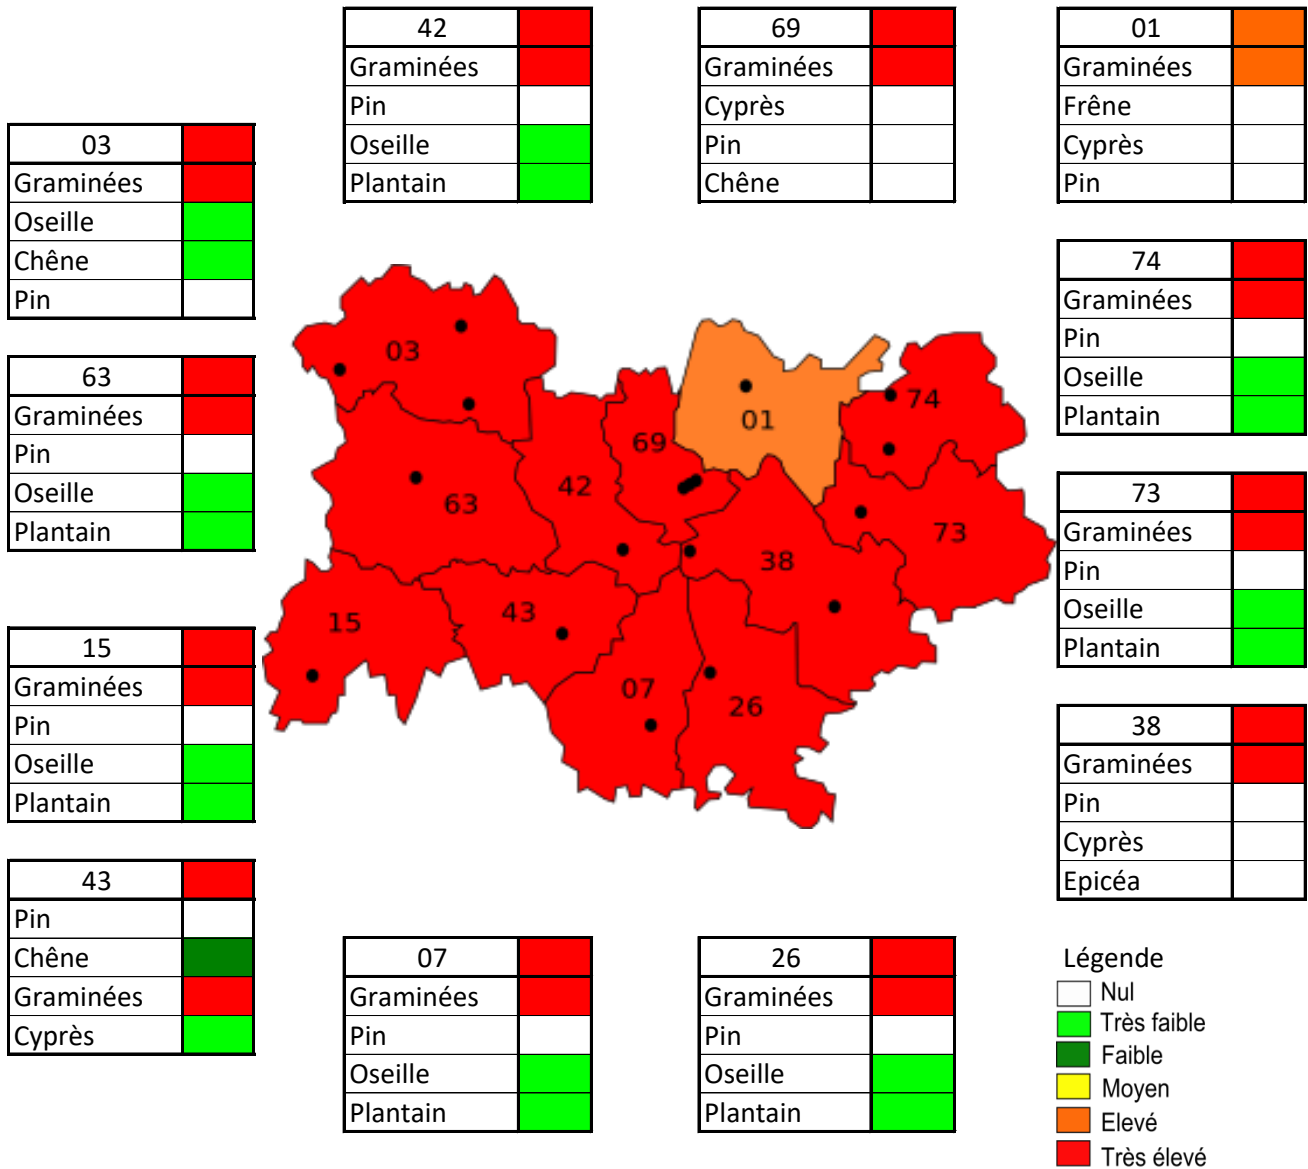 42
Graminées
Pin
Oseille
Plantain
69
Graminées
Cyprès
Pin
Chêne
01
Graminées
Frêne
Cyprès
Pin
03
Graminées
Oseille
Chêne
Pin
63
Graminées
Pin
Oseille
Plantain
15
Graminées
Pin
Oseille
Plantain
43
Pin
Chêne
Graminées
Cyprès
03
63
42
69
01
74
73
38
15
43
07
26
74
Graminées
Pin
Oseille
Plantain
73
Graminées
Pin
Oseille
Plantain
38
Graminées
Pin
Cyprès
Epicéa
07
Graminées
Pin
Oseille
Plantain
26
Graminées
Pin
Oseille
Plantain
Légende
Nul
Très faible
Faible
Moyen
Elevé
Très élevé